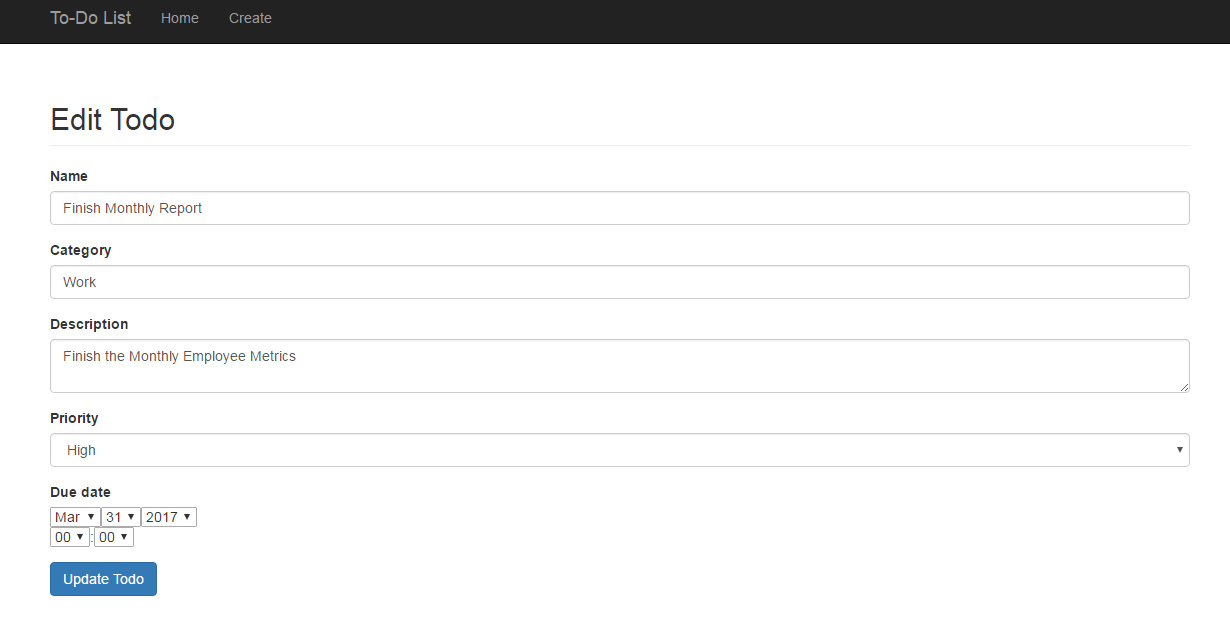 To-Do List Home Create
Edit Todo
Name
Finish Monthly Report
Category
Work
Description
Finish the Monthly Employee Metrics
Priority
High
Due date
Mar 31 2017
00 : 00
Update Todo